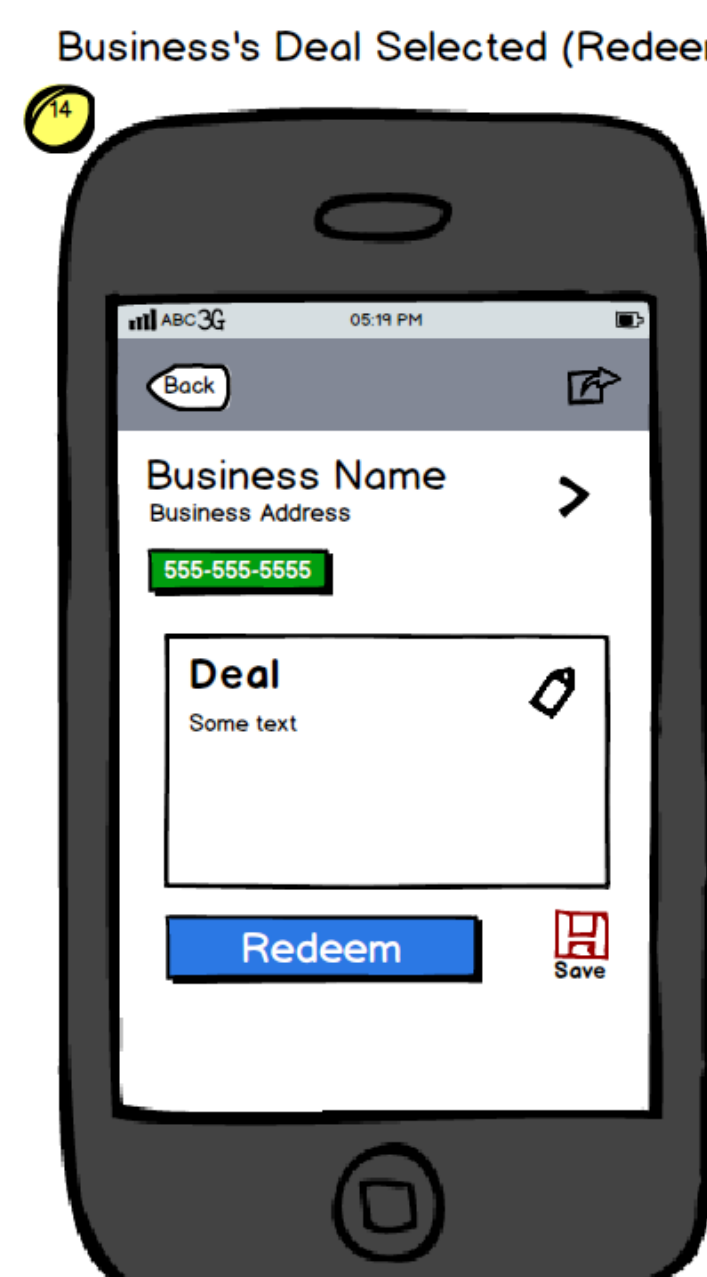 Business's Deal Selected (Redeem
14
ABC 3G 05:19 PM
Back
Business Name
Business Address
555-555-5555
Deal
Some text
Redeem
Save